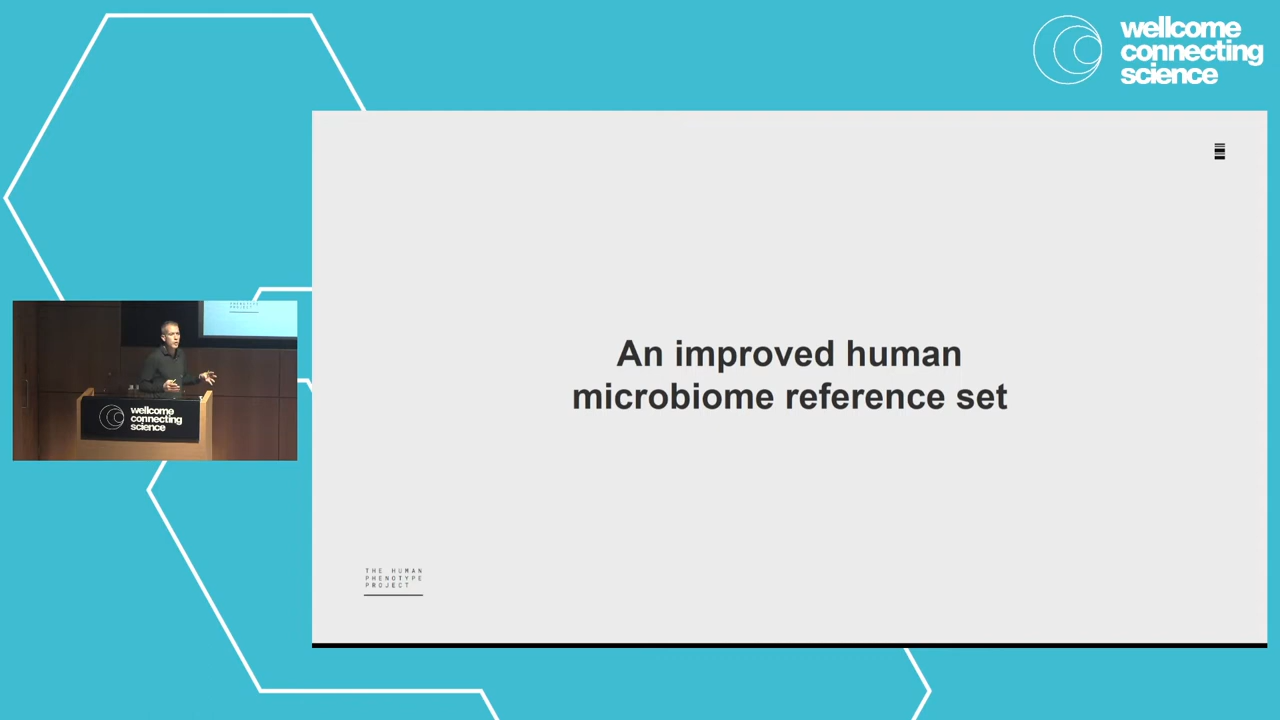 wellcome
connecting
science
An improved human
microbiome reference set
THE HUMAN
PHENOTYPE
PROJECT
wellcome
connecting
science